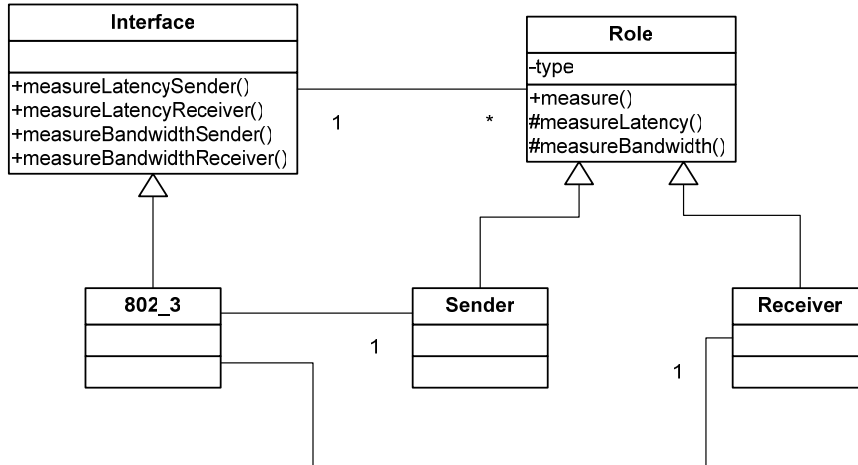 Interface
+measureLatencySender()
+measureLatencyReceiver()
+measureBandwidthSender()
+measureBandwidthReceiver()
1
*
Role
-type
+measure()
#measureLatency()
#measureBandwidth()
802_3
1
Sender
1
Receiver